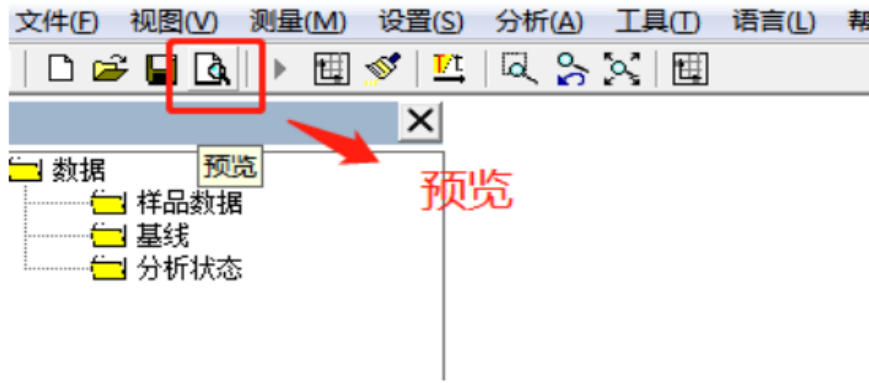 文件(F) 视图(V) 测量(M) 设置(S) 分析(A) 工具(T) 语言(L)
T/t
数据
预览
预览
样品数据
基线
分析状态